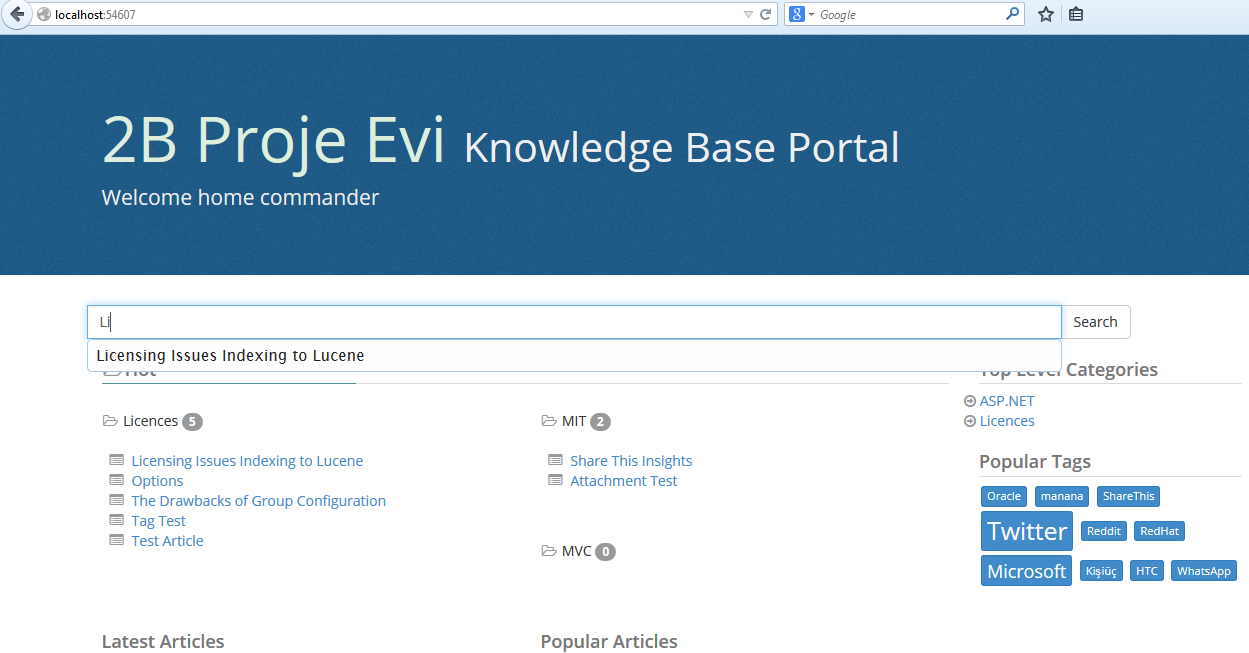 localhost:54607
8 Google
2B Proje Evi Knowledge Base Portal
Welcome home commander
Li
Search
Licensing Issues Indexing to Lucene
Hot
Top Level Categories
Licences 5
MIT 2
ASP.NET
Licences
Licensing Issues Indexing to Lucene
Options
The Drawbacks of Group Configuration
Tag Test
Test Article
Share This Insights
Attachment Test
MVC 0
Popular Tags
Oracle manana ShareThis
Twitter Reddit RedHat
Microsoft Kişiüç HTC WhatsApp
Latest Articles
Popular Articles